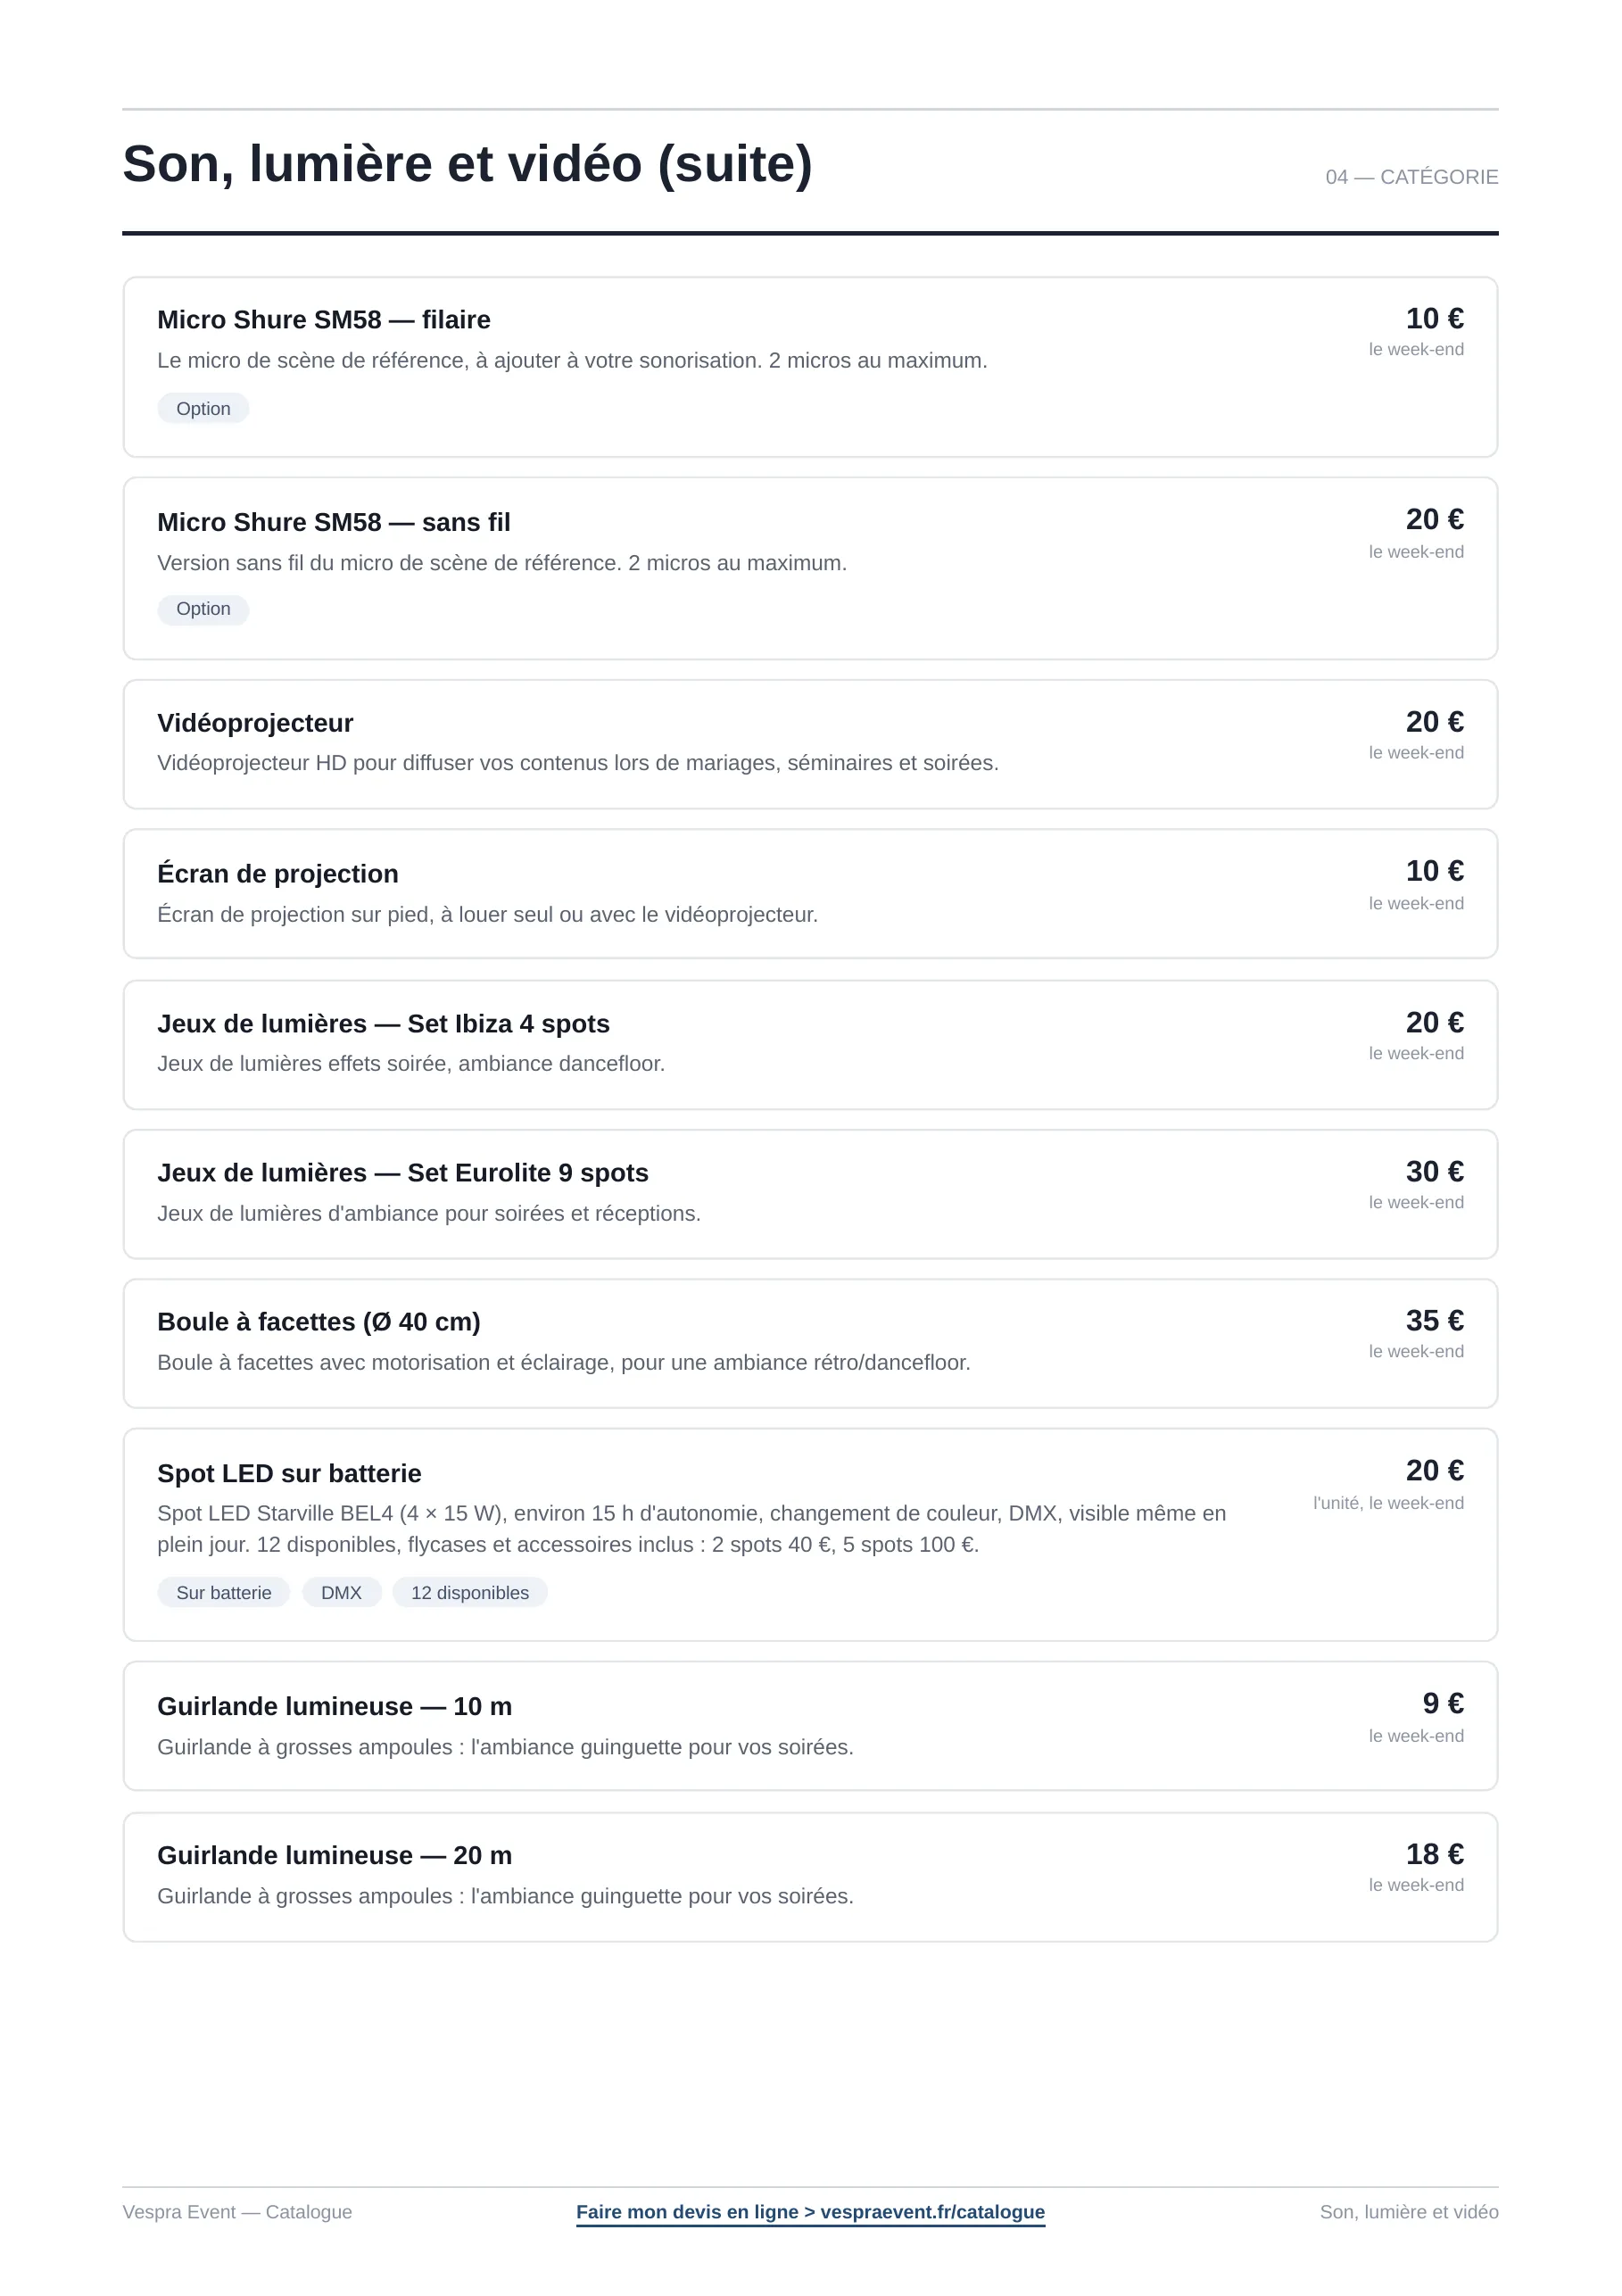 Son, lumière et vidéo (suite)
04 — CATÉGORIE
Micro Shure SM58 — filaire
10 €
Le micro de scène de référence, à ajouter à votre sonorisation. 2 micros au maximum.
le week-end
Option
Micro Shure SM58 — sans fil
20 €
Version sans fil du micro de scène de référence. 2 micros au maximum.
le week-end
Option
Vidéoprojecteur
20 €
Vidéoprojecteur HD pour diffuser vos contenus lors de mariages, séminaires et soirées.
le week-end
Écran de projection
10 €
Écran de projection sur pied, à louer seul ou avec le vidéoprojecteur.
le week-end
Jeux de lumières — Set Ibiza 4 spots
20 €
Jeux de lumières effets soirée, ambiance dancefloor.
le week-end
Jeux de lumières — Set Eurolite 9 spots
30 €
Jeux de lumières d'ambiance pour soirées et réceptions.
le week-end
Boule à facettes (Ø 40 cm)
35 €
Boule à facettes avec motorisation et éclairage, pour une ambiance rétro/dancefloor.
le week-end
Spot LED sur batterie
20 €
Spot LED Starville BEL4 (4 × 15 W), environ 15 h d'autonomie, changement de couleur, DMX, visible même en
l'unité, le week-end
plein jour. 12 disponibles, flycases et accessoires inclus : 2 spots 40 €, 5 spots 100 €.
Sur batterie DMX 12 disponibles
Guirlande lumineuse — 10 m
9 €
Guirlande à grosses ampoules : l'ambiance guinguette pour vos soirées.
le week-end
Guirlande lumineuse — 20 m
18 €
Guirlande à grosses ampoules : l'ambiance guinguette pour vos soirées.
le week-end
Vespra Event — Catalogue
Faire mon devis en ligne > vespraevent.fr/catalogue
Son, lumière et vidéo